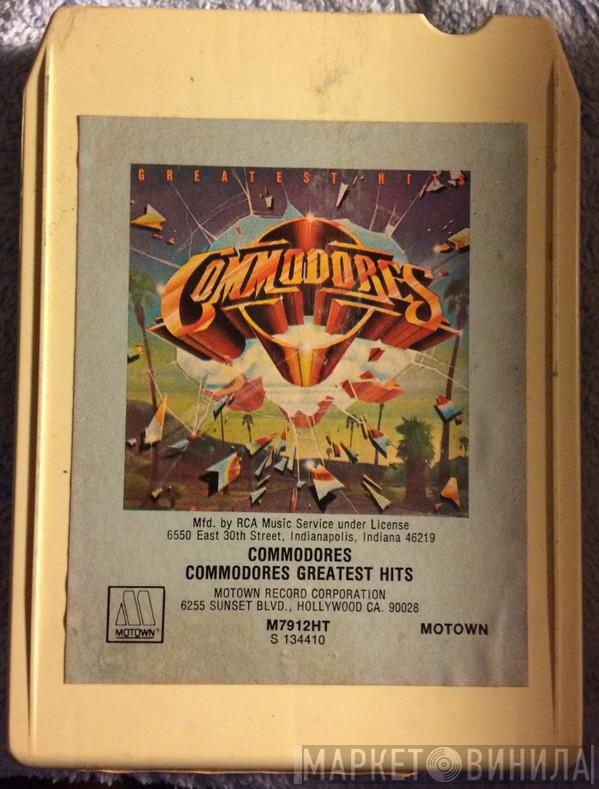 GREATEST HITS
COMMODORES
Mfd. by RCA Music Service under License
6550 East 30th Street, Indianapolis, Indiana 46219
COMMODORES
COMMODORES GREATEST HITS
MOTOWN RECORD CORPORATION
6255 SUNSET BLVD., HOLLYWOOD CA. 90028
M7912HT
S 134410
MOTOWN
MOTOWN
МАРКЕТ ВИНИЛА